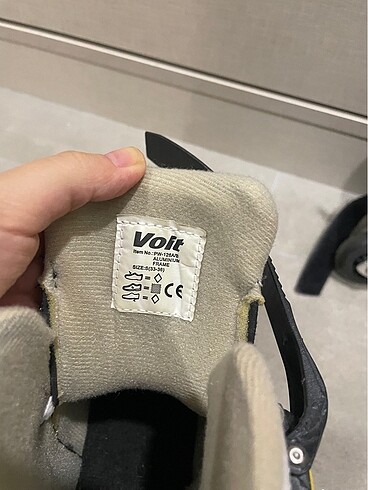 Voit
Item No.:PW-126A/B
ALUMINIUM
FRAME
SIZE:S(33-36)
CE